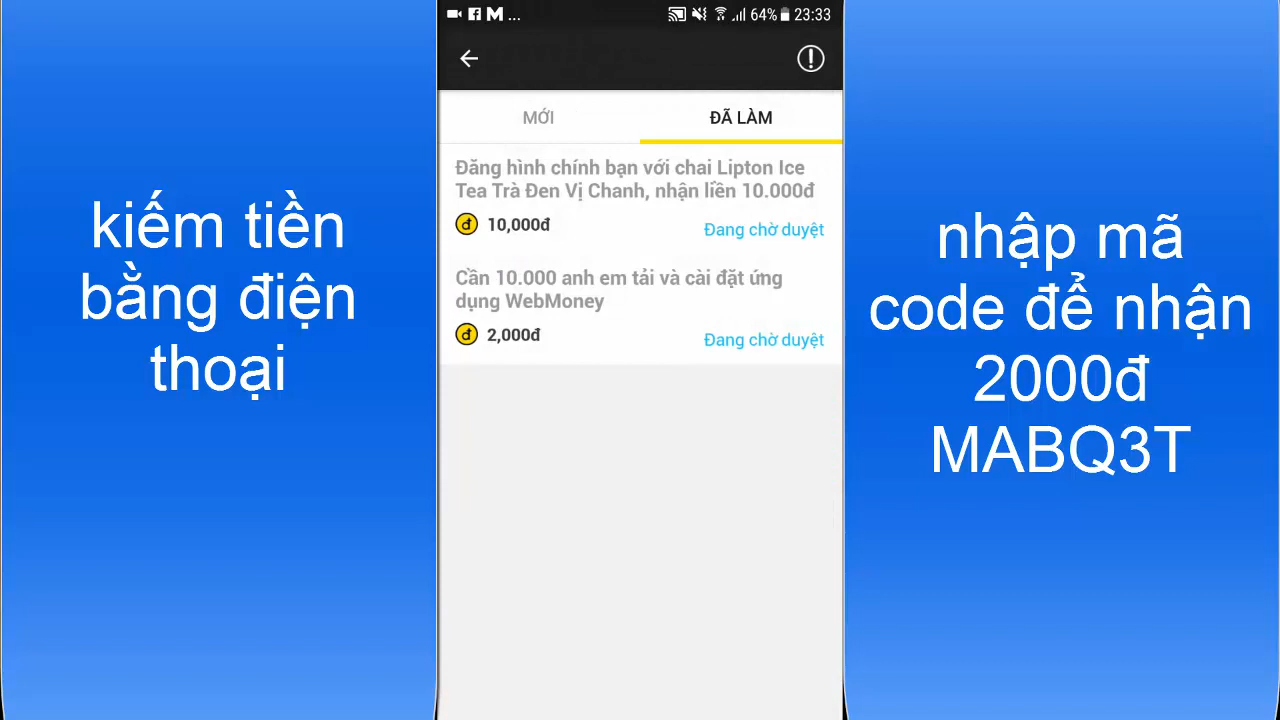 kiếm tiền
bằng điện
thoại
... 64% 23:33
MỚI
ĐÃ LÀM
Đăng hình chính bạn với chai Lipton Ice
Tea Trà Đen Vị Chanh, nhận liền 10.000đ
đ 10,000đ
Đang chờ duyệt
Cần 10.000 anh em tải và cài đặt ứng
dụng WebMoney
đ 2,000đ
Đang chờ duyệt
nhập mã
code để nhận
2000đ
MABQ3T